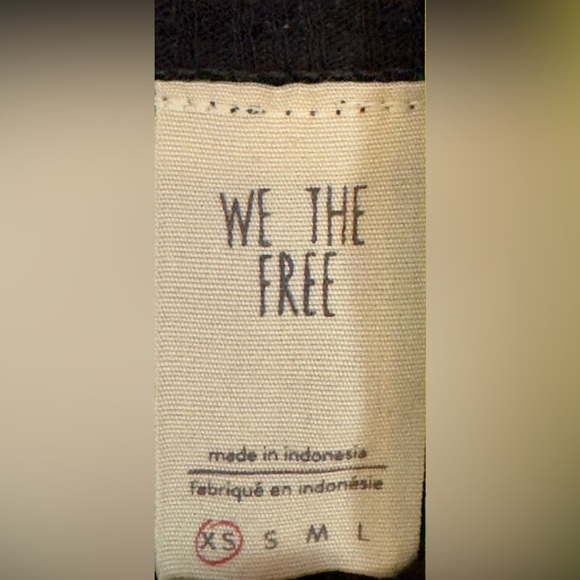 WE THE
FREE
made in indonesia
fabriqué en indonésie
XS S M L